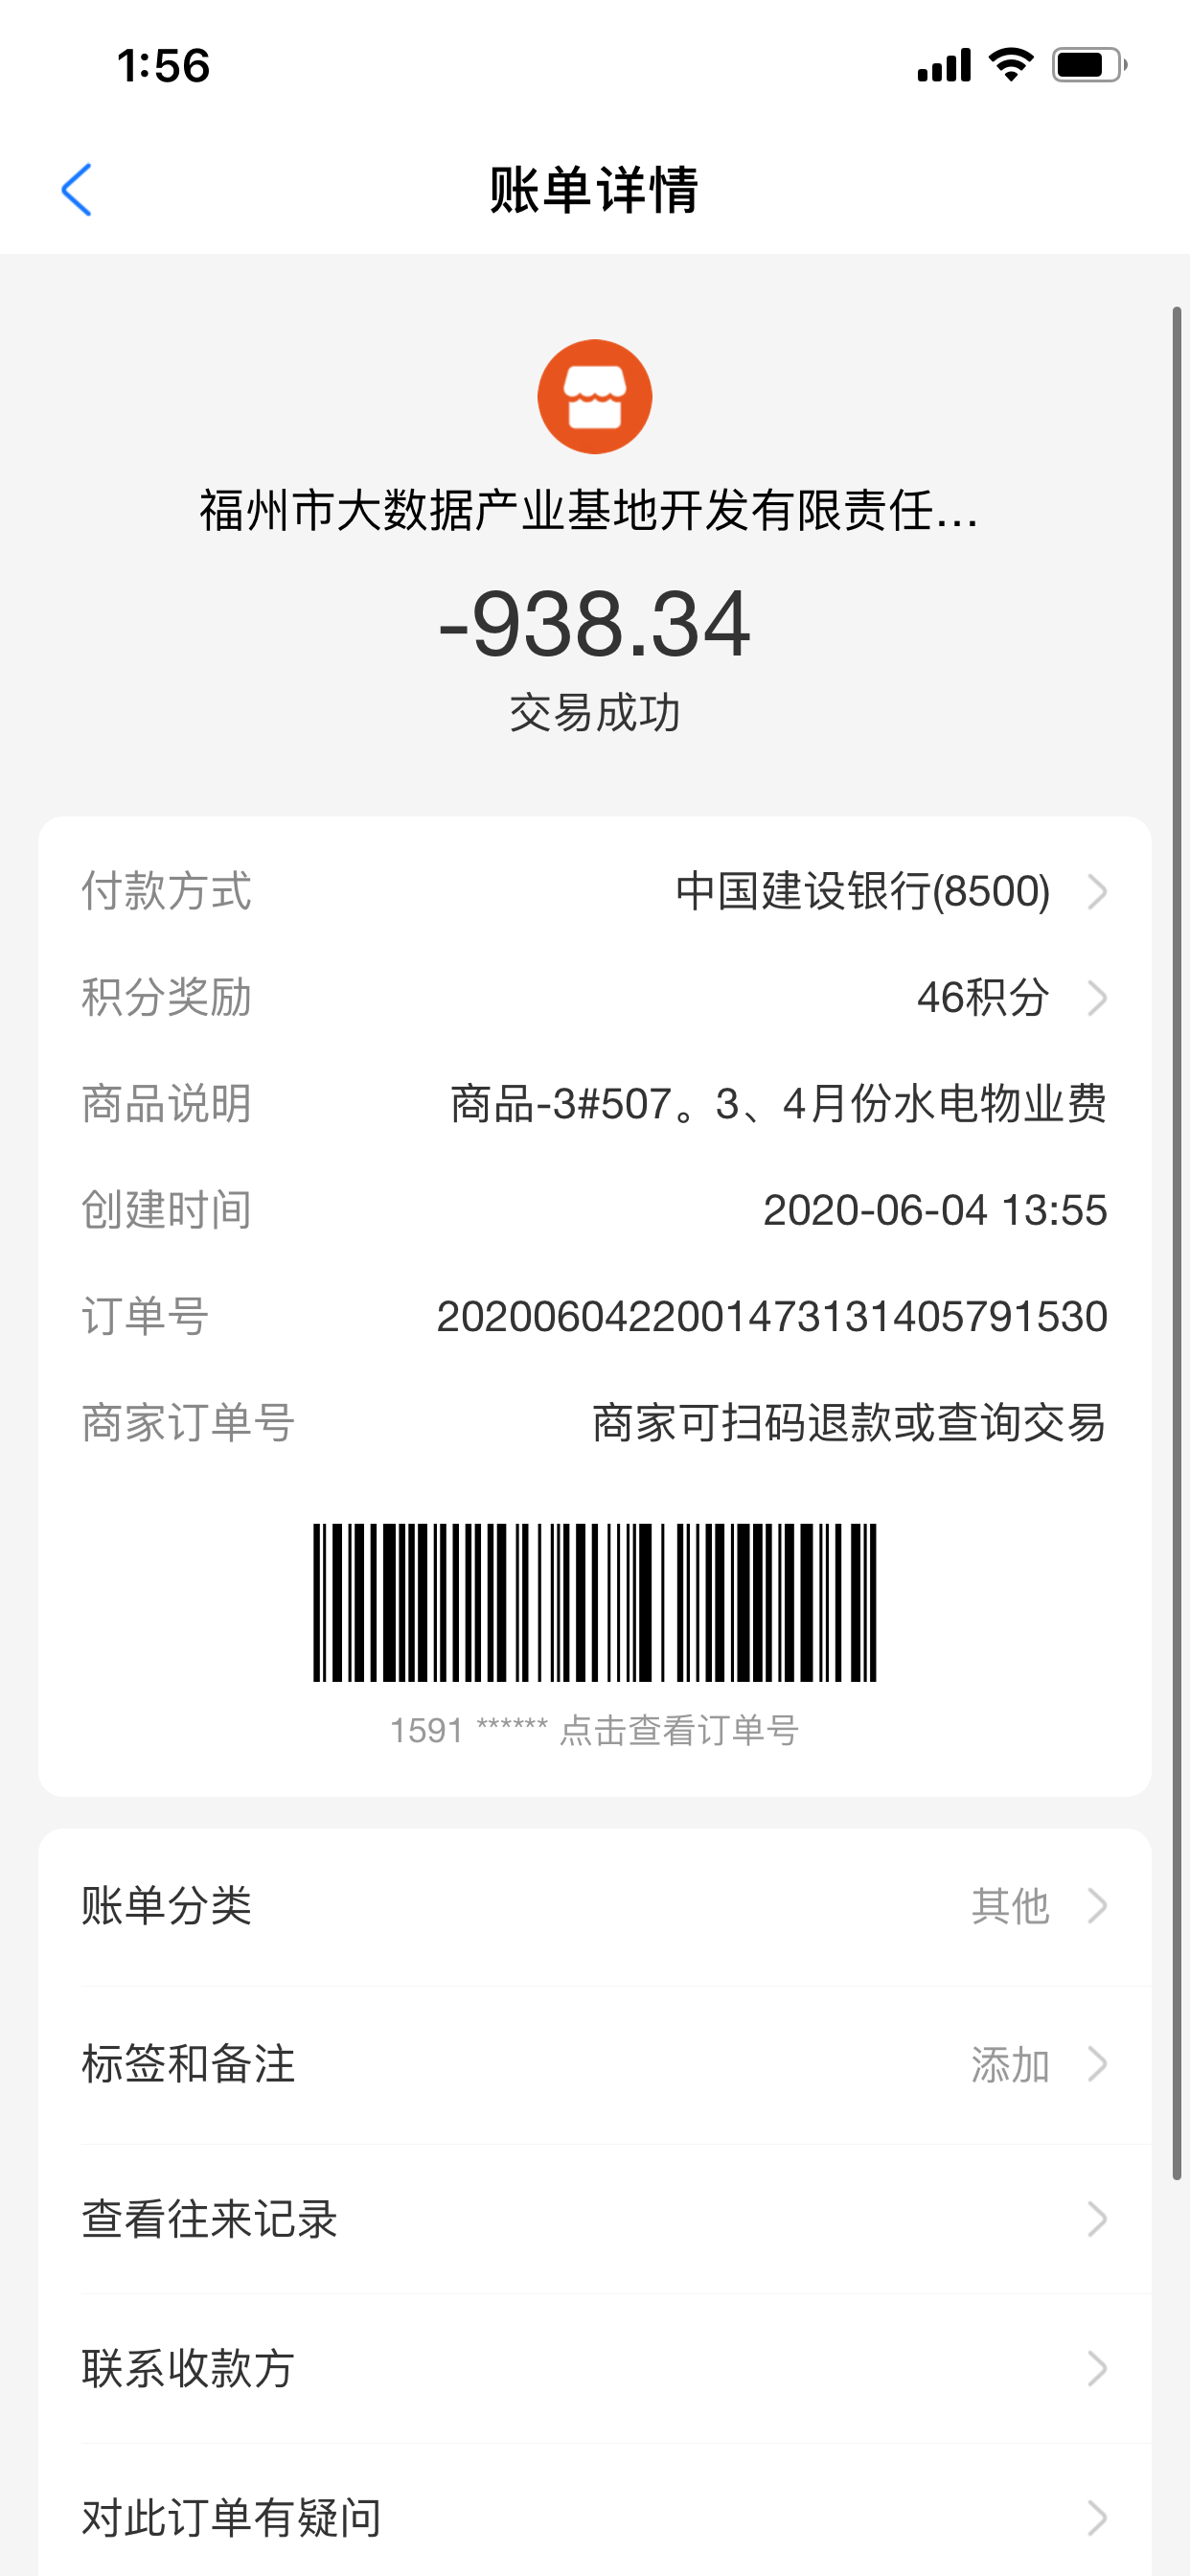 1:56
账单详情
福州市大数据产业基地开发有限责任...
-938.34
交易成功
付款方式 中国建设银行(8500)
积分奖励 46积分
商品说明 商品-3#507。3、4月份水电物业费
创建时间 2020-06-04 13:55
订单号 2020060422001473131405791530
商家订单号 商家可扫码退款或查询交易
1591 ****** 点击查看订单号
账单分类 其他
标签和备注 添加
查看往来记录
联系收款方
对此订单有疑问